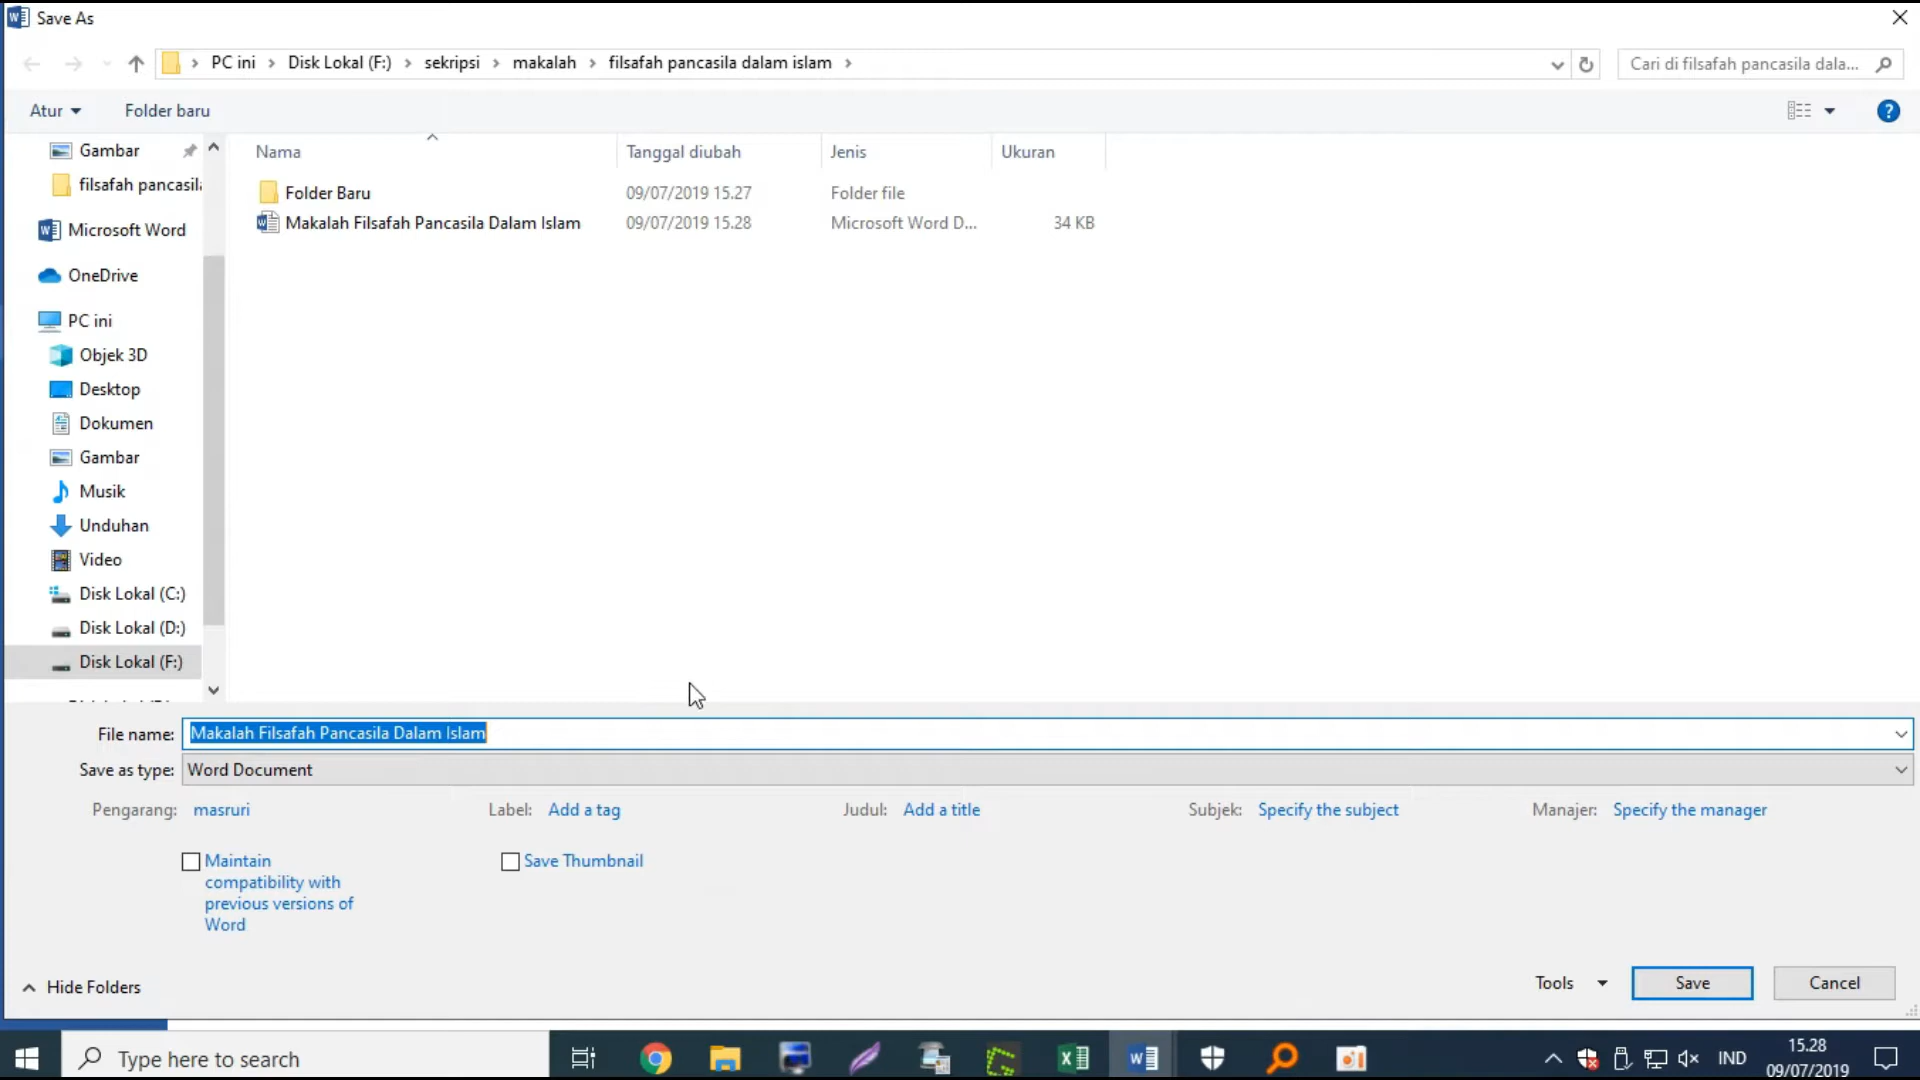 Save As
PC ini > Disk Lokal (F:) > sekripsi > makalah > filsafah pancasila dalam islam >
Cari di filsafah pancasila dala...
Atur
Folder baru
Gambar
filsafah pancasila
Microsoft Word
OneDrive
PC ini
Objek 3D
Desktop
Dokumen
Gambar
Musik
Unduhan
Video
Disk Lokal (C:)
Disk Lokal (D:)
Disk Lokal (F:)
Nama Tanggal diubah Jenis Ukuran
Folder Baru 09/07/2019 15.27 Folder file
Makalah Filsafah Pancasila Dalam Islam 09/07/2019 15.28 Microsoft Word D... 34 KB
File name: Makalah Filsafah Pancasila Dalam Islam
Save as type: Word Document
Pengarang: masruri Label: Add a tag Judul: Add a title Subjek: Specify the subject Manajer: Specify the manager
Maintain
compatibility with
previous versions of
Word
Save Thumbnail
Hide Folders
Tools
Save
Cancel
Type here to search
IND
15.28
09/07/2019